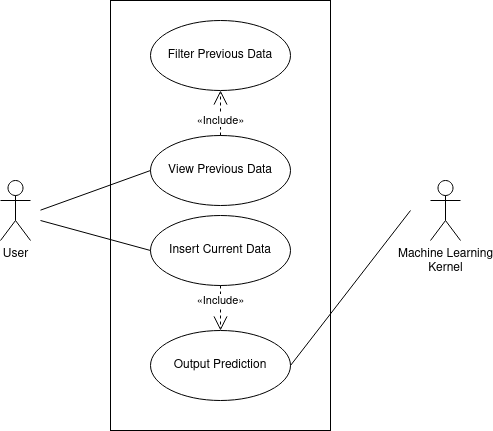 Filter Previous Data
«Include»
View Previous Data
Insert Current Data
«Include»
Output Prediction
User
Machine Learning
Kernel